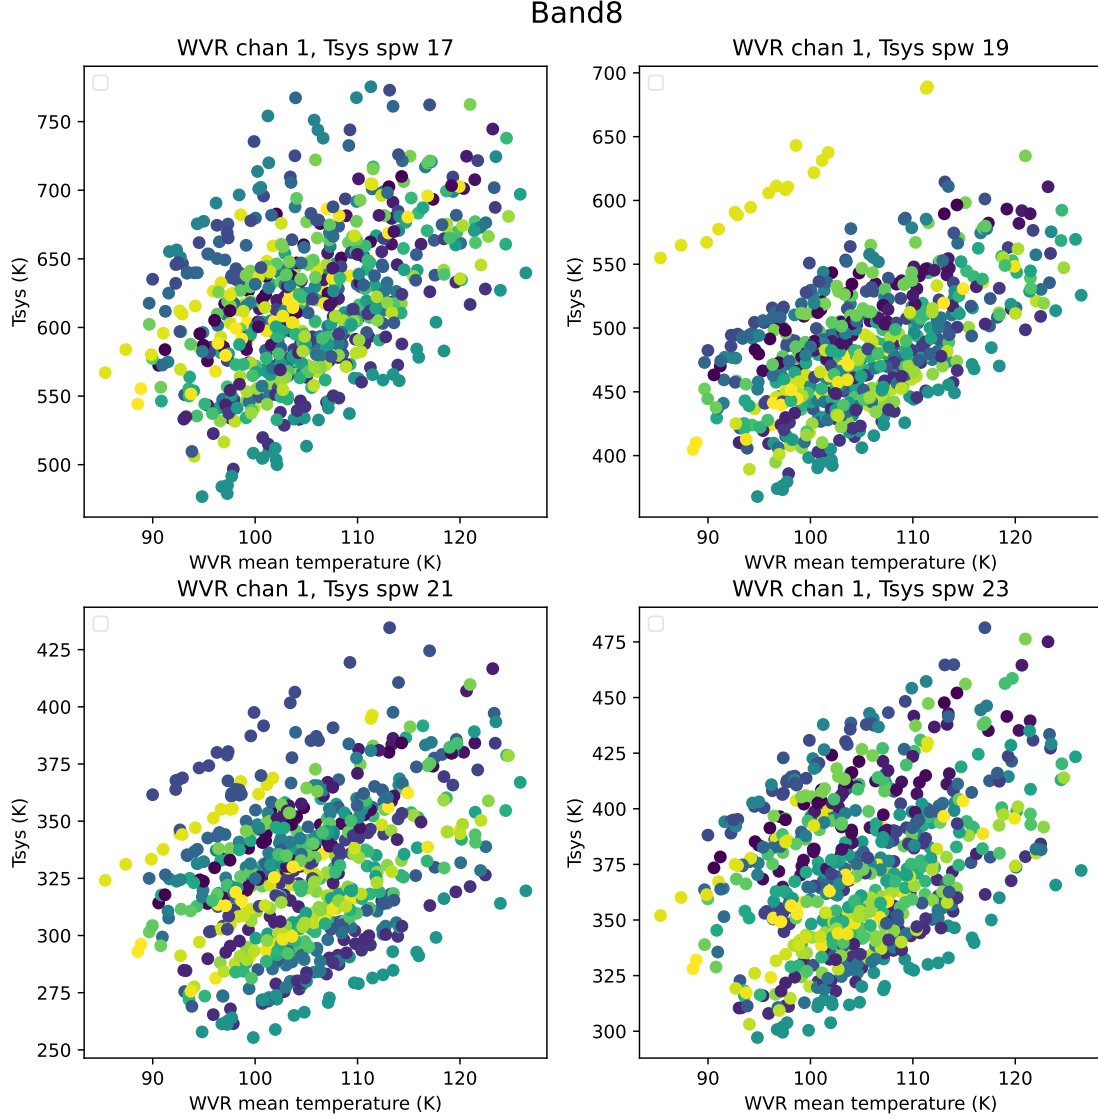 Band8
WVR chan 1, Tsys spw 17
WVR chan 1, Tsys spw 19
Tsys (K)
750
700
650
600
550
500
90 100 110 120
WVR mean temperature (K)
Tsys (K)
700
650
600
550
500
450
400
90 100 110 120
WVR mean temperature (K)
WVR chan 1, Tsys spw 21
WVR chan 1, Tsys spw 23
Tsys (K)
425
400
375
350
325
300
275
250
90 100 110 120
WVR mean temperature (K)
Tsys (K)
475
450
425
400
375
350
325
300
90 100 110 120
WVR mean temperature (K)